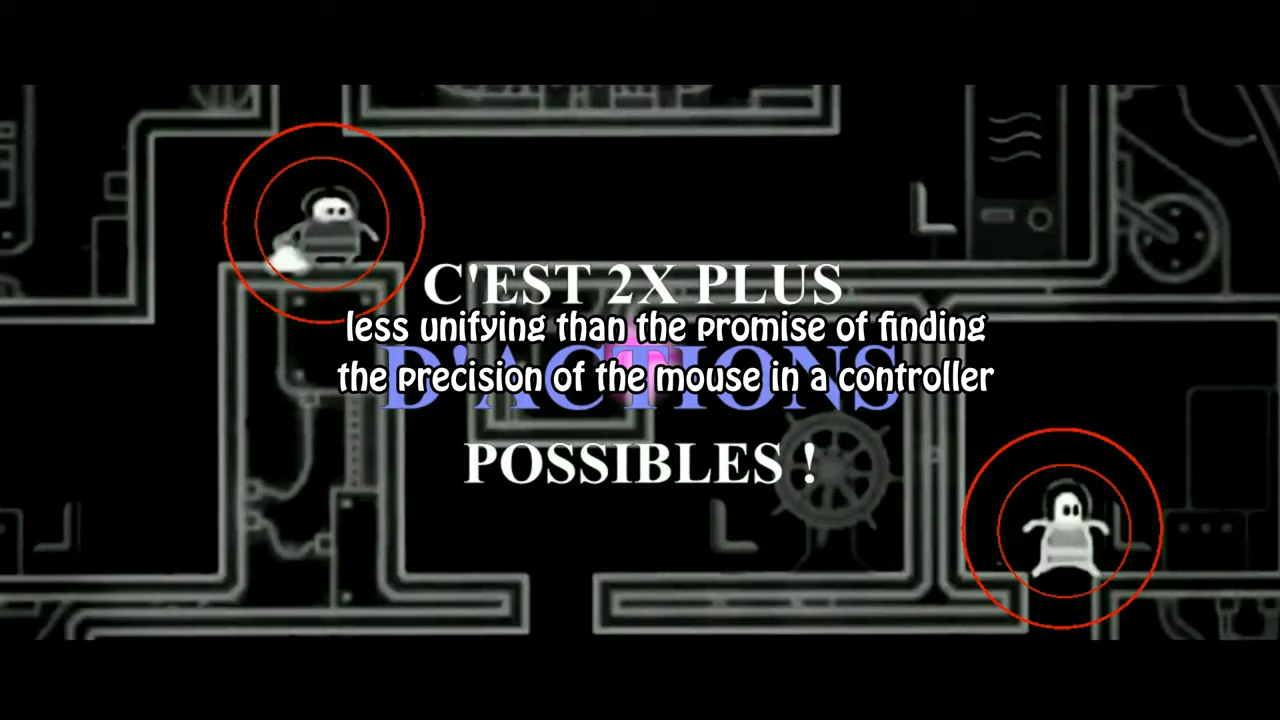 C'EST 2X PLUS
less unifying than the promise of finding
D'ACTIONS
the precision of the mouse in a controller
POSSIBLES !